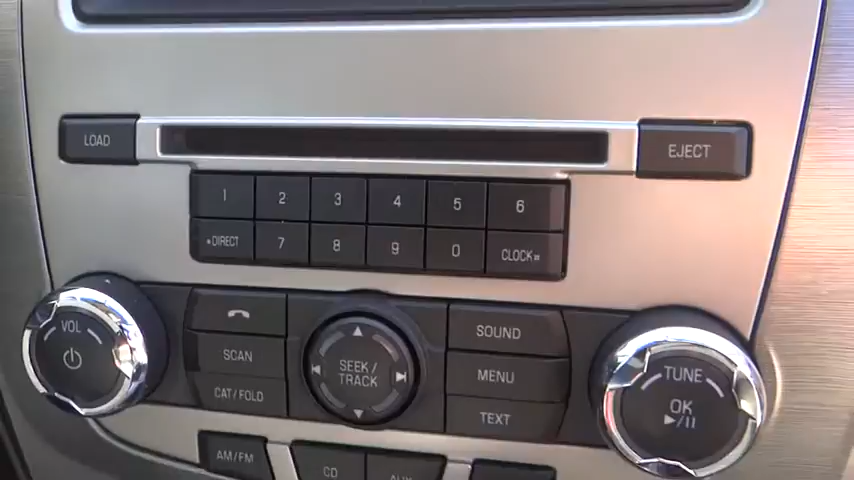 LOAD
EJECT
1 2 3 4 5 6
DIRECT 7 8 9 0 CLOCK
VOL
SCAN
CAT/FOLD
SEEK/
TRACK
SOUND
MENU
TEXT
TUNE
OK
AM/FM
CD
AUX